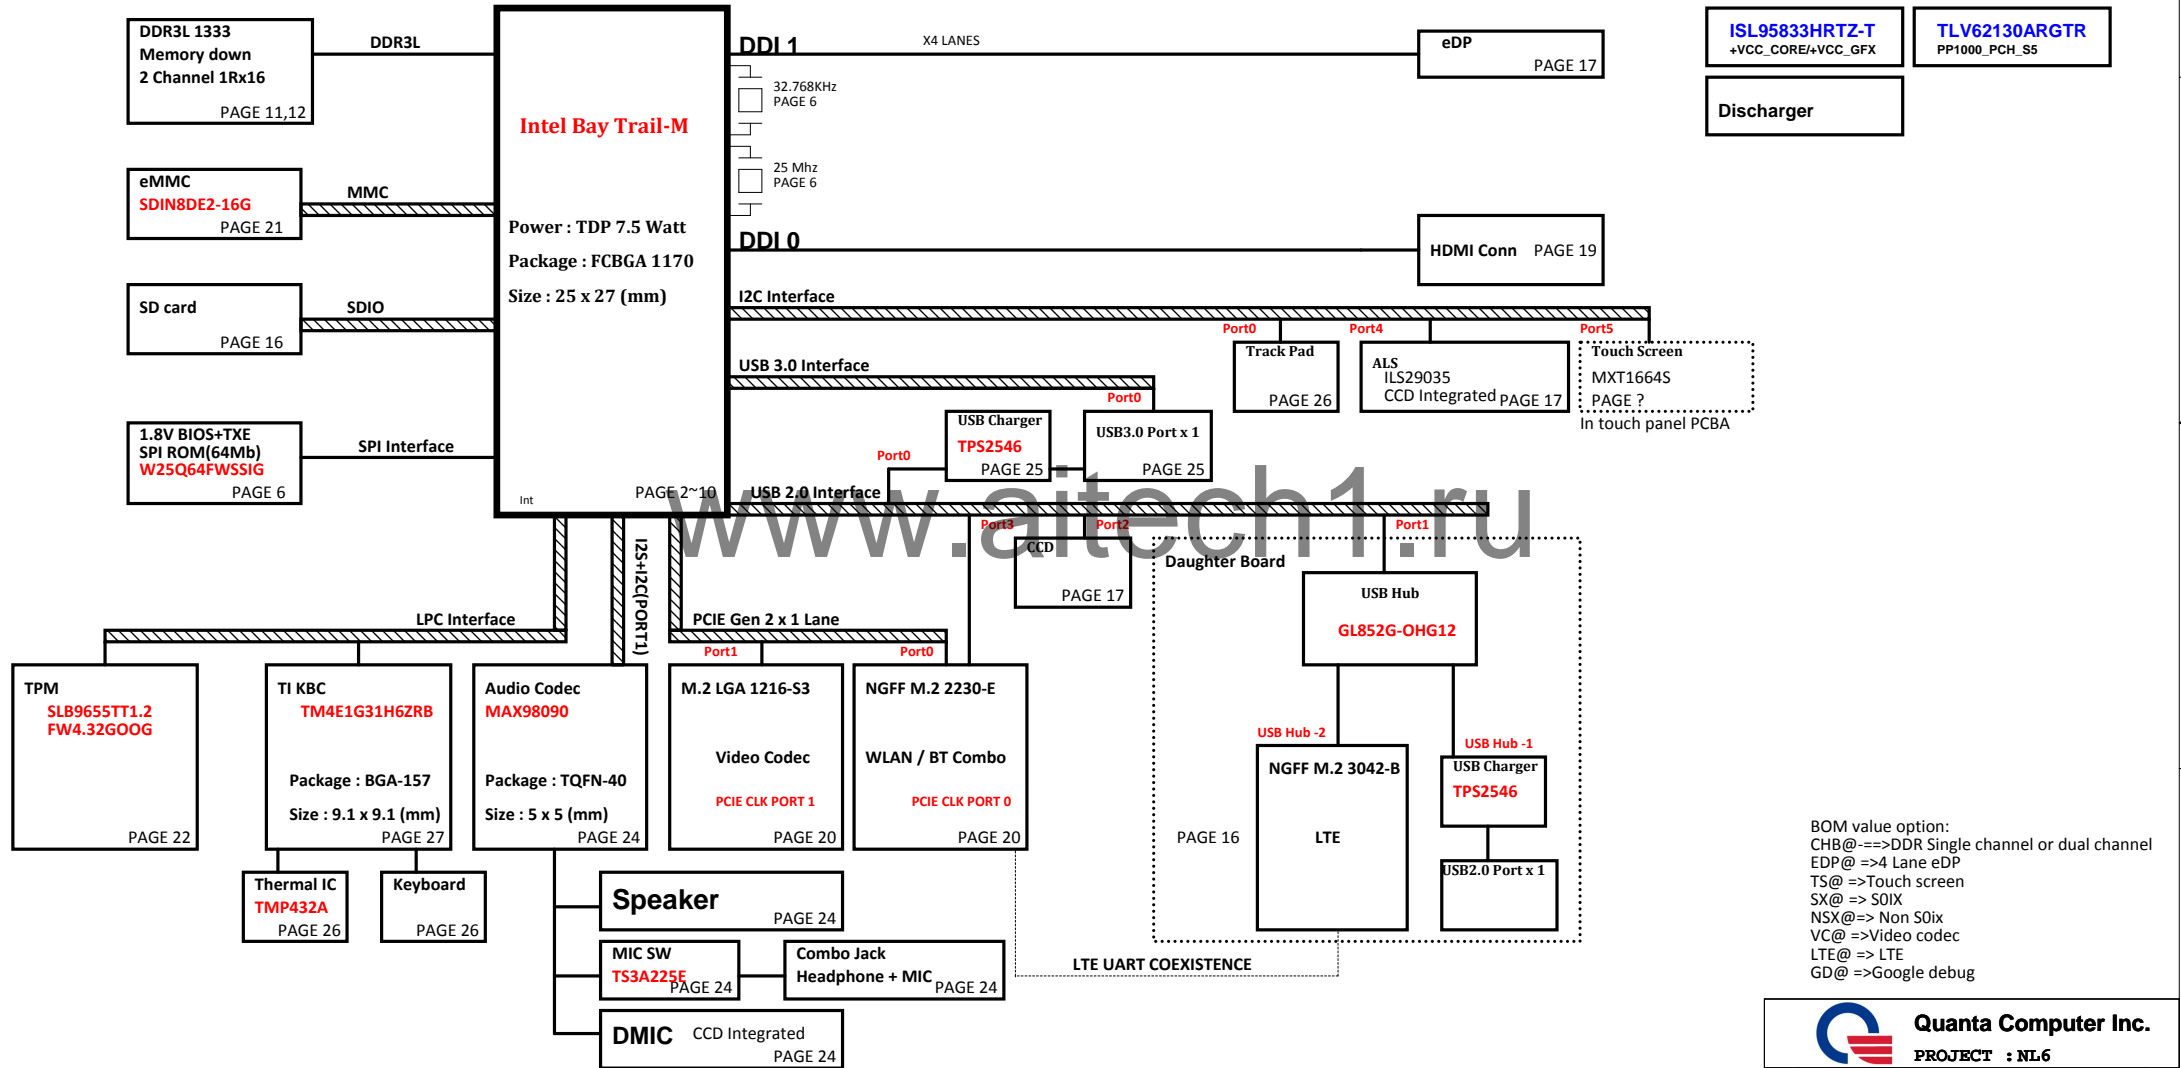 DDR3L 1333
Memory down
2 Channel 1Rx16
PAGE 11,12
DDR3L
eMMC
SDIN8DE2-16G
PAGE 21
MMC
SD card
PAGE 16
SDIO
1.8V BIOS+TXE
SPI ROM(64Mb)
W25Q64FWSSIG
PAGE 6
SPI Interface
Intel Bay Trail-M
Power : TDP 7.5 Watt
Package : FCBGA 1170
Size : 25 x 27 (mm)
Int
PAGE 2~10
DDI 1
X4 LANES
eDP
PAGE 17
32.768KHz
PAGE 6
25 Mhz
PAGE 6
DDI 0
HDMI Conn PAGE 19
I2C Interface
Port0
Port4
Port5
Track Pad
PAGE 26
ALS
ILS29035
CCD Integrated PAGE 17
Touch Screen
MXT1664S
PAGE ?
In touch panel PCBA
USB 3.0 Interface
Port0
USB Charger
TPS2546
PAGE 25
USB3.0 Port x 1
PAGE 25
Port0
USB 2.0 Interface
Port3
Port2
Port1
www.aitech1.ru
CCD
PAGE 17
Daughter Board
USB Hub
GL852G-OHG12
USB Hub -2
USB Hub -1
NGFF M.2 3042-B
LTE
PAGE 16
USB Charger
TPS2546
USB2.0 Port x 1
I2S+I2C(PORT1)
LPC Interface
PCIE Gen 2 x 1 Lane
Port1
Port0
TPM
SLB9655TT1.2
FW4.32GOOG
PAGE 22
TI KBC
TM4E1G31H6ZRB
Package : BGA-157
Size : 9.1 x 9.1 (mm)
PAGE 27
Audio Codec
MAX98090
Package : TQFN-40
Size : 5 x 5 (mm)
PAGE 24
M.2 LGA 1216-S3
Video Codec
PCIE CLK PORT 1
PAGE 20
NGFF M.2 2230-E
WLAN / BT Combo
PCIE CLK PORT 0
PAGE 20
Thermal IC
TMP432A
PAGE 26
Keyboard
PAGE 26
Speaker
PAGE 24
MIC SW
TS3A225E
PAGE 24
Combo Jack
Headphone + MIC
PAGE 24
DMIC CCD Integrated
PAGE 24
LTE UART COEXISTENCE
ISL95833HRTZ-T
+VCC_CORE/+VCC_GFX
TLV62130ARGTR
PP1000_PCH_S5
Discharger
BOM value option:
CHB@-==>DDR Single channel or dual channel
EDP@ =>4 Lane eDP
TS@ =>Touch screen
SX@ => S0IX
NSX@=> Non S0ix
VC@ =>Video codec
LTE@ => LTE
GD@ =>Google debug
Quanta Computer Inc.
PROJECT : NL6